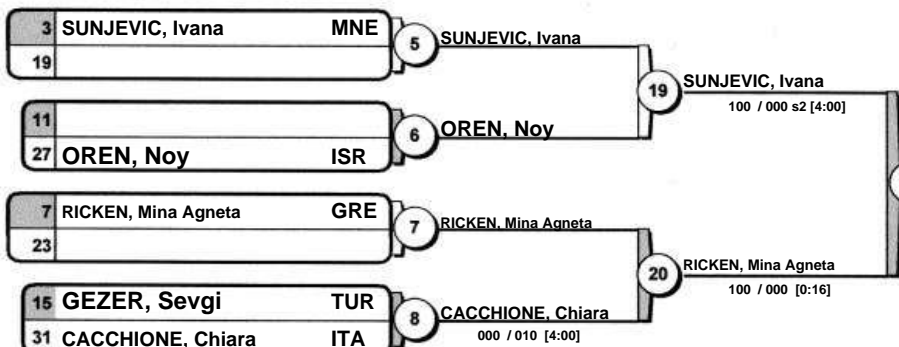 3 SUNJEVIC, Ivana MNE
19
5 SUNJEVIC, Ivana
19 SUNJEVIC, Ivana
100 / 000 s2 [4:00]
11
27 OREN, Noy ISR
6 OREN, Noy
7 RICKEN, Mina Agneta GRE
23
7 RICKEN, Mina Agneta
20 RICKEN, Mina Agneta
100 / 000 [0:16]
15 GEZER, Sevgi TUR
31 CACCHIONE, Chiara ITA
8 CACCHIONE, Chiara
000 / 010 [4:00]